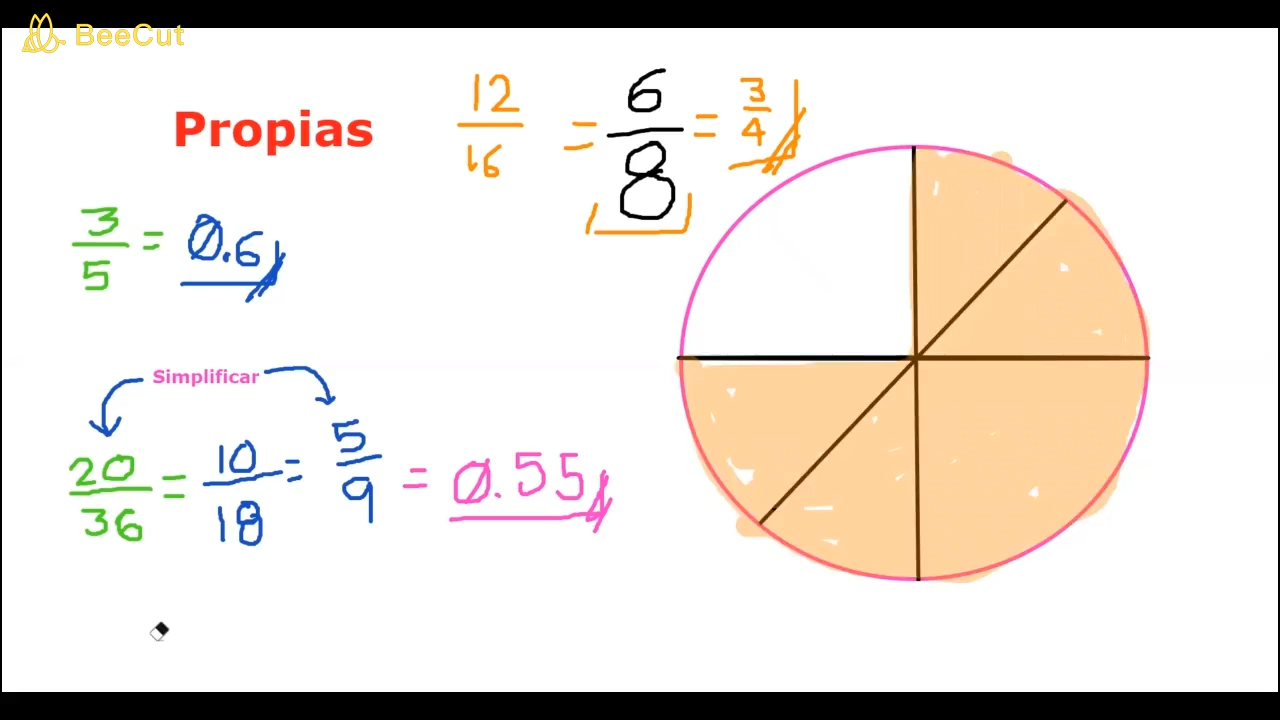 BeeCut
Propias
12/16 = 6/8 = 3/4
3/5 = 0.6
Simplificar
20/36 = 10/18 = 5/9 = 0.55